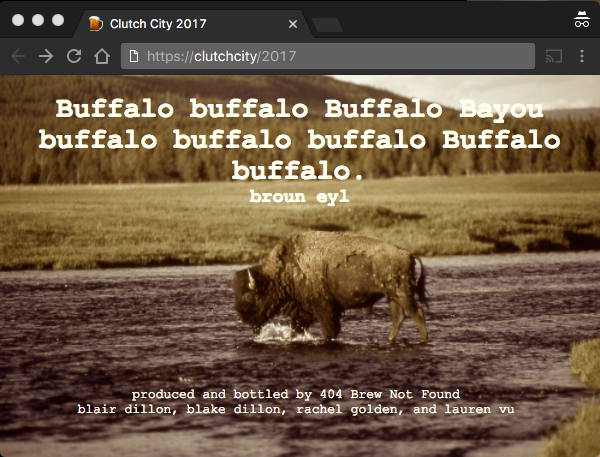 Clutch City 2017
https://clutchcity/2017
Buffalo buffalo Buffalo Bayou
buffalo buffalo buffalo Buffalo
buffalo.
broun eyl
produced and bottled by 404 Brew Not Found
blair dillon, blake dillon, rachel golden, and lauren vu